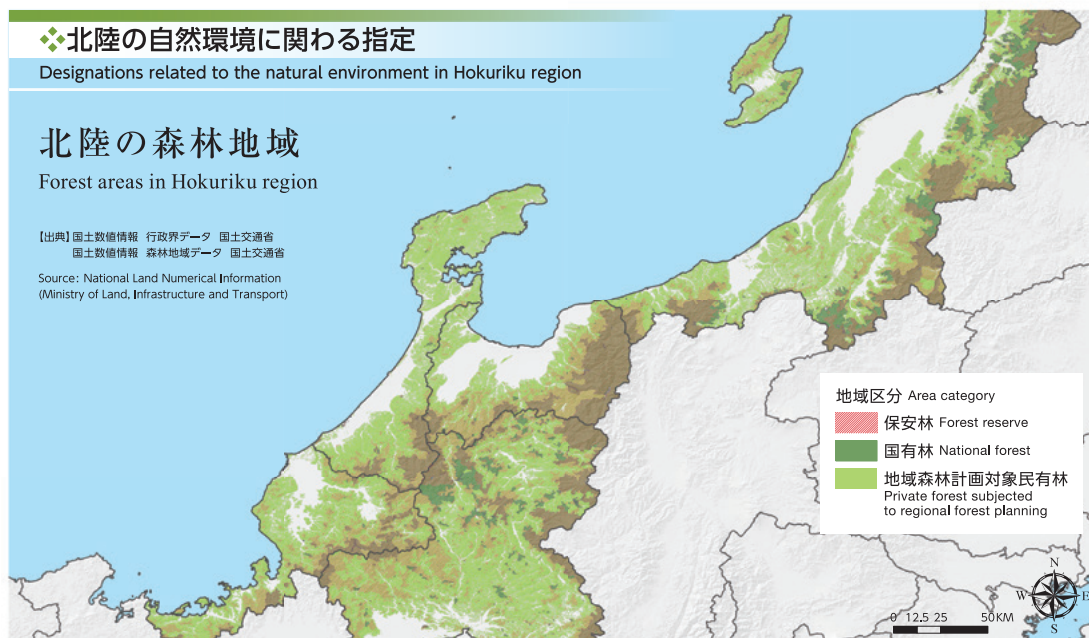 北陸の自然環境に関わる指定
Designations related to the natural environment in Hokuriku region
北陸の森林地域
Forest areas in Hokuriku region
【出典】国土数値情報 行政界データ 国土交通省
国土数値情報 森林地域データ 国土交通省
Source: National Land Numerical Information
(Ministry of Land, Infrastructure and Transport)
地域区分 Area category
保安林 Forest reserve
国有林 National forest
地域森林計画対象民有林
Private forest subjected
to regional forest planning
N
W E
S
0 12.5 25 50KM